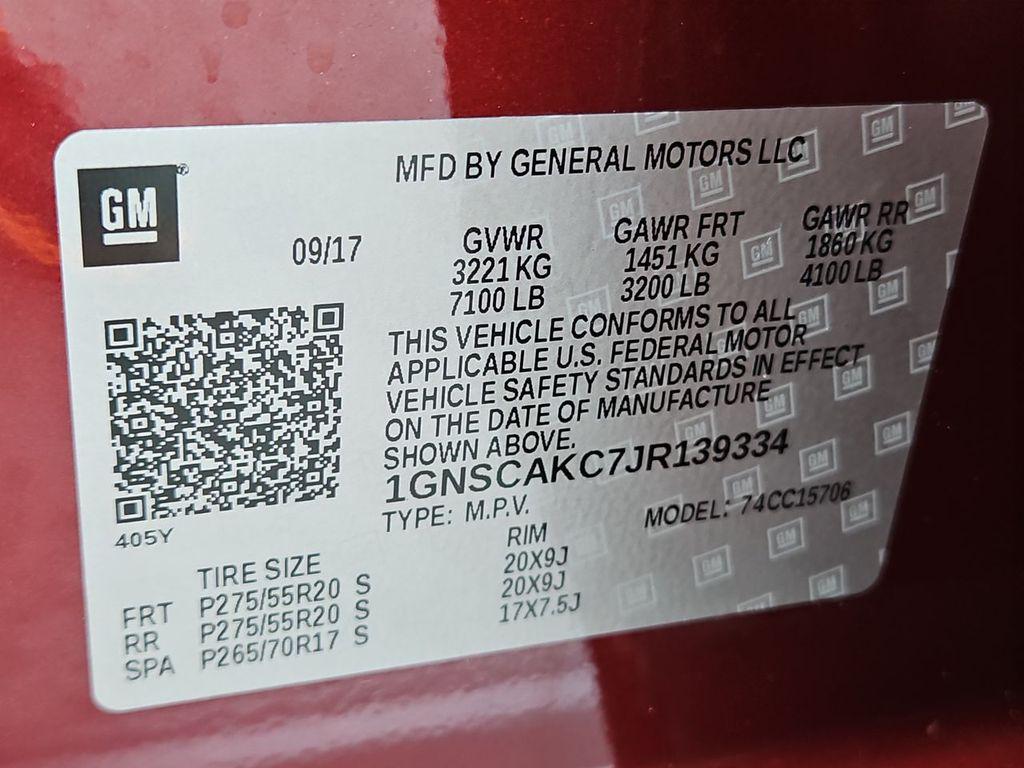 GM
MFD BY GENERAL MOTORS LLC
09/17
GVWR GAWR FRT GAWR RR
3221 KG 1451 KG 1860 KG
7100 LB 3200 LB 4100 LB
THIS VEHICLE CONFORMS TO ALL
APPLICABLE U.S. FEDERAL MOTOR
VEHICLE SAFETY STANDARDS IN EFFECT
ON THE DATE OF MANUFACTURE
SHOWN ABOVE.
1GNSCAKC7JR139334
TYPE: M.P.V. MODEL: 74CC15706
405Y
TIRE SIZE RIM
FRT P275/55R20 S 20X9J
RR P275/55R20 S 20X9J
SPA P265/70R17 S 17X7.5J